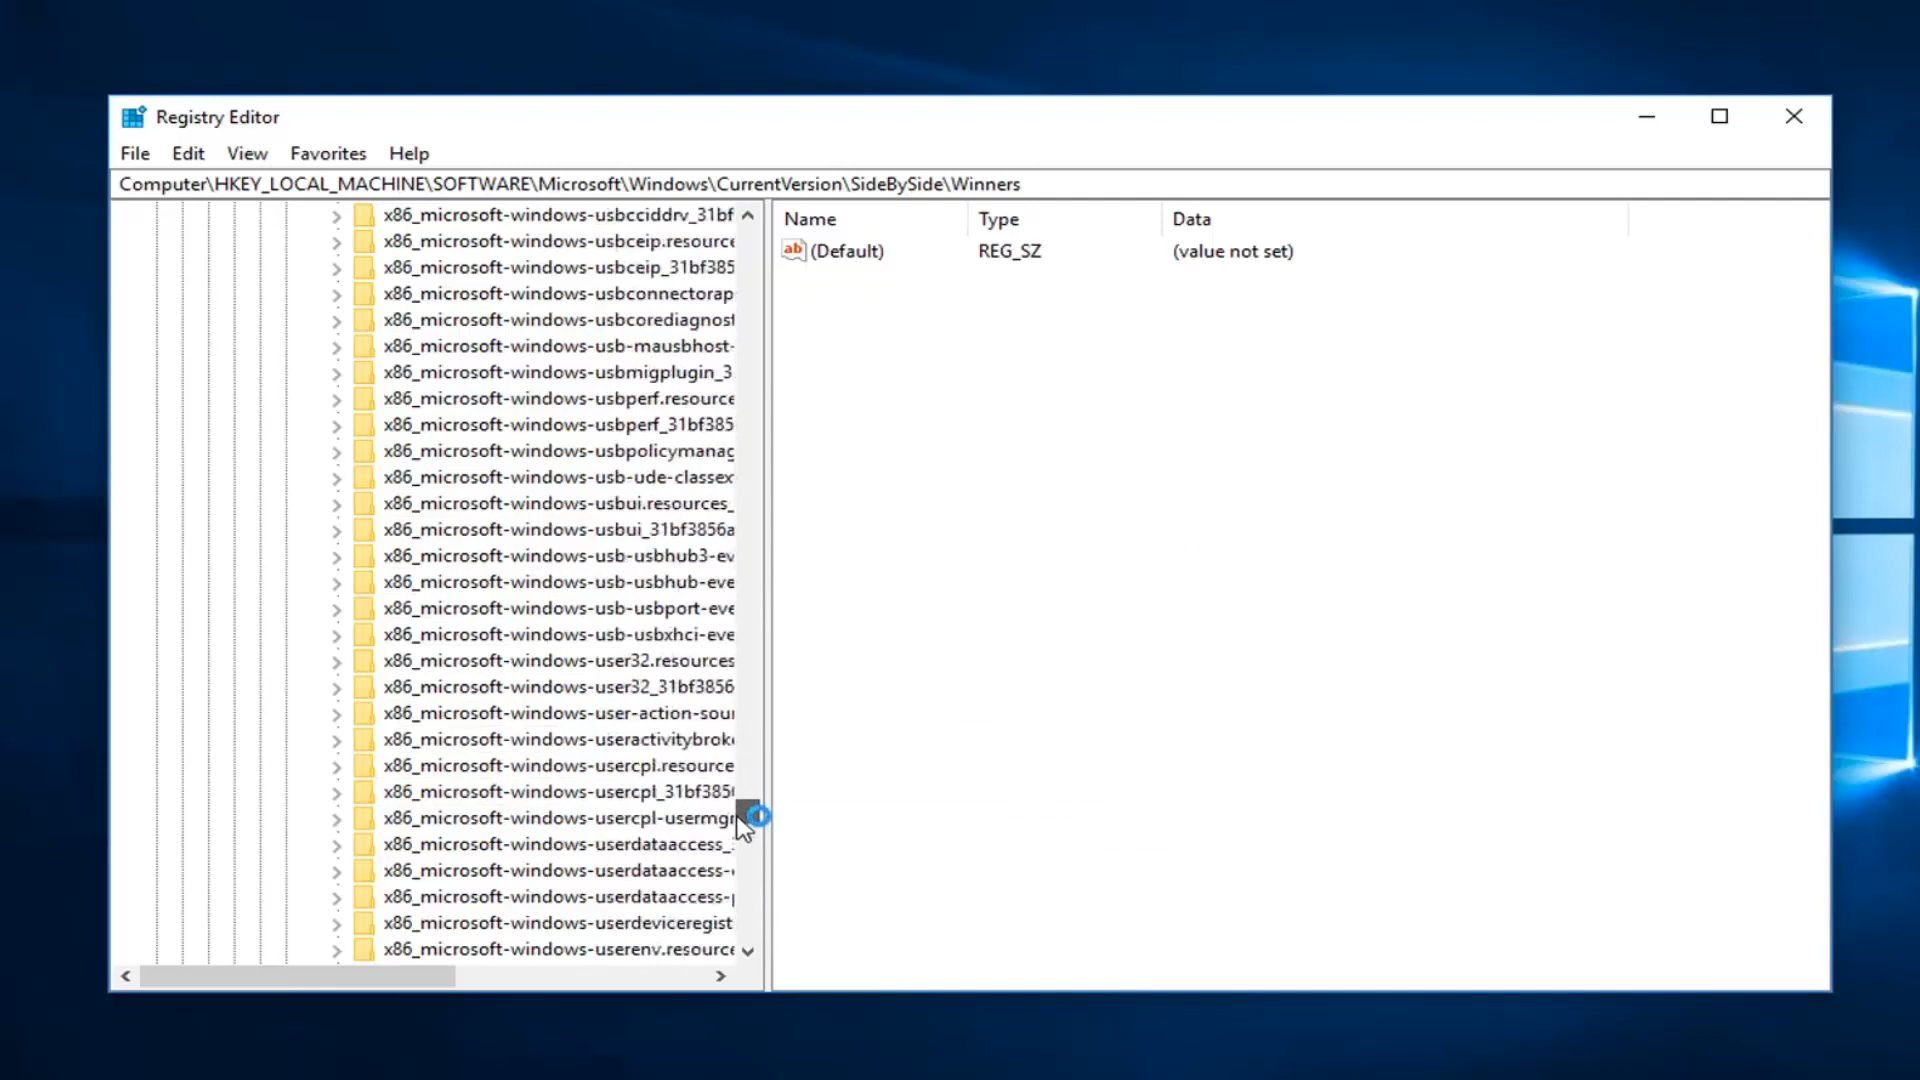 Registry Editor
File Edit View Favorites Help
Computer\HKEY_LOCAL_MACHINE\SOFTWARE\Microsoft\Windows\CurrentVersion\SideBySide\Winners
Name Type Data
ab (Default) REG_SZ (value not set)
x86_microsoft-windows-usbcciddrv_31bf
x86_microsoft-windows-usbceip.resource
x86_microsoft-windows-usbceip_31bf385
x86_microsoft-windows-usbconnectorap
x86_microsoft-windows-usbcorediagnost
x86_microsoft-windows-usb-mausbhost-
x86_microsoft-windows-usbmigplugin_3
x86_microsoft-windows-usbperf.resource
x86_microsoft-windows-usbperf_31bf385
x86_microsoft-windows-usbpolicymanag
x86_microsoft-windows-usb-ude-classex
x86_microsoft-windows-usbui.resources_
x86_microsoft-windows-usbui_31bf3856a
x86_microsoft-windows-usb-usbhub3-ev
x86_microsoft-windows-usb-usbhub-eve
x86_microsoft-windows-usb-usbport-eve
x86_microsoft-windows-usb-usbxhci-eve
x86_microsoft-windows-user32.resources
x86_microsoft-windows-user32_31bf3856
x86_microsoft-windows-user-action-sour
x86_microsoft-windows-useractivitybroke
x86_microsoft-windows-usercpl.resource
x86_microsoft-windows-usercpl_31bf385
x86_microsoft-windows-usercpl-usermgr
x86_microsoft-windows-userdataaccess_
x86_microsoft-windows-userdataaccess-
x86_microsoft-windows-userdataaccess-p
x86_microsoft-windows-userdeviceregist
x86_microsoft-windows-userenv.resource